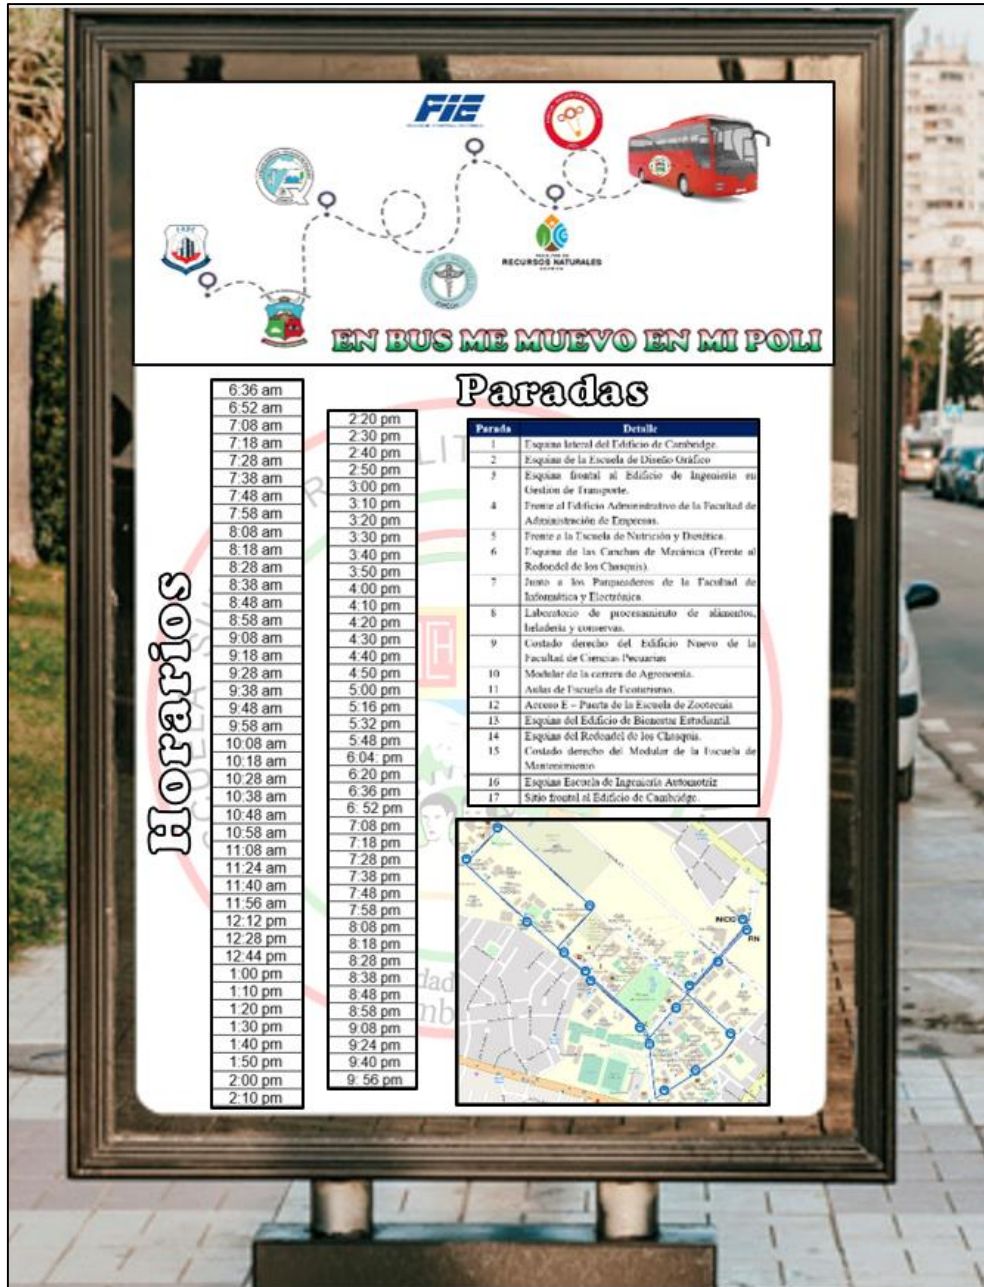 FIE
FACULTAD DE
RECURSOS NATURALES
EN BUS ME MUEVO EN MI POLI
Horarios
6:36 am
6:52 am
7:08 am
7:18 am
7:28 am
7:38 am
7:48 am
7:58 am
8:08 am
8:18 am
8:28 am
8:38 am
8:48 am
8:58 am
9:08 am
9:18 am
9:28 am
9:38 am
9:48 am
9:58 am
10:08 am
10:18 am
10:28 am
10:38 am
10:48 am
10:58 am
11:08 am
11:24 am
11:40 am
11:56 am
12:12 pm
12:28 pm
12:44 pm
1:00 pm
1:10 pm
1:20 pm
1:30 pm
1:40 pm
1:50 pm
2:00 pm
2:10 pm
2:20 pm
2:30 pm
2:40 pm
2:50 pm
3:00 pm
3:10 pm
3:20 pm
3:30 pm
3:40 pm
3:50 pm
4:00 pm
4:10 pm
4:20 pm
4:30 pm
4:40 pm
4:50 pm
5:00 pm
5:16 pm
5:32 pm
5:48 pm
6:04: pm
6:20 pm
6:36 pm
6: 52 pm
7:08 pm
7:18 pm
7:28 pm
7:38 pm
7:48 pm
7:58 pm
8:08 pm
8:18 pm
8:28 pm
8:38 pm
8:48 pm
8:58 pm
9:08 pm
9:24 pm
9:40 pm
9: 56 pm
Paradas
Parada Detalle
1 Esquina lateral del Edificio de Cambridge.
2 Esquina de la Escuela de Diseño Gráfico
3 Esquina frontal al Edificio de Ingeniería en
Gestión de Transporte.
4 Frente al Edificio Administrativo de la Facultad de
Administración de Empresas.
5 Frente a la Escuela de Nutrición y Dietética.
6 Esquina de las Canchas de Mecánica (Frente al
Redondel de los Chasquis).
7 Junto a los Parqueaderos de la Facultad de
Informática y Electrónica.
8 Laboratorio de procesamiento de alimentos,
heladería y conservas.
9 Costado derecho del Edificio Nuevo de la
Facultad de Ciencias Pecuarias
10 Modular de la carrera de Agronomía.
11 Aulas de Escuela de Ecoturismo.
12 Acceso E – Puerta de la Escuela de Zootecnia
13 Esquina del Edificio de Bienestar Estudiantil.
14 Esquina del Redondel de los Chasquis.
15 Costado derecho del Modular de la Escuela de
Mantenimiento
16 Esquina Escuela de Ingeniería Automotriz
17 Sitio frontal al Edificio de Cambridge.
INICIO
FIN